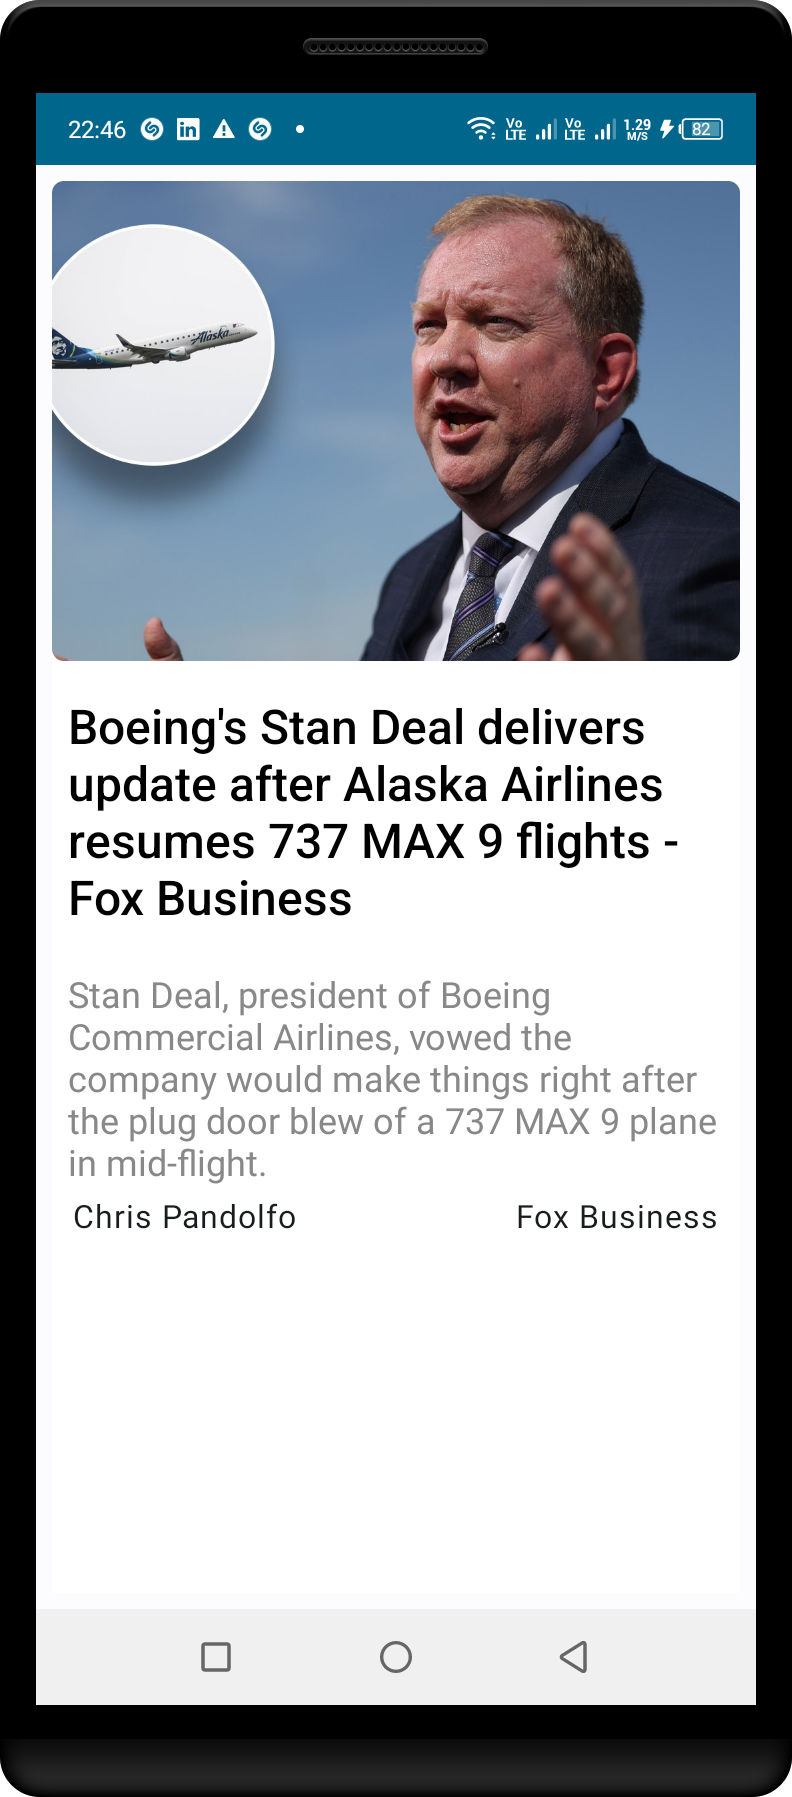 22:46 in Vo LTE Vo LTE 1.29 M/S 82
Alaska
Boeing's Stan Deal delivers
update after Alaska Airlines
resumes 737 MAX 9 flights -
Fox Business
Stan Deal, president of Boeing
Commercial Airlines, vowed the
company would make things right after
the plug door blew of a 737 MAX 9 plane
in mid-flight.
Chris Pandolfo Fox Business